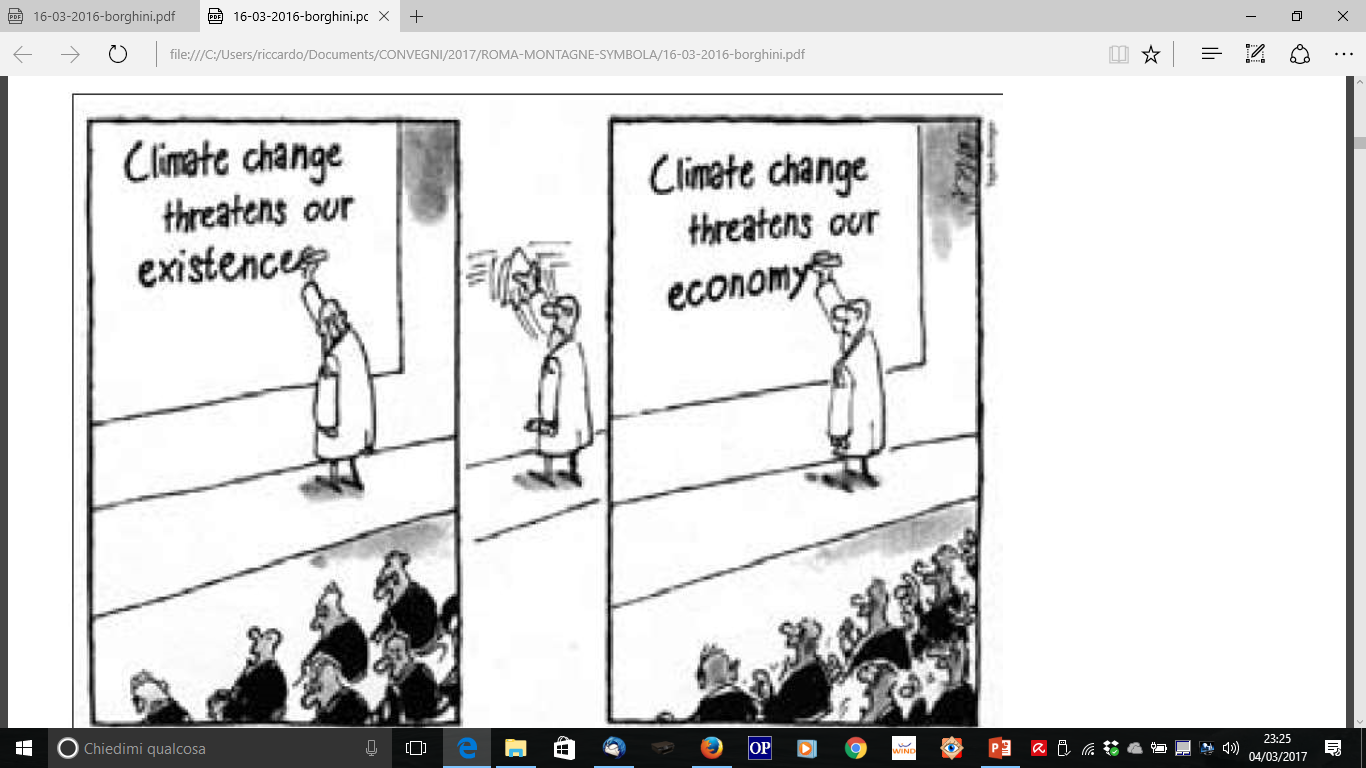 16-03-2016-borghini.pdf
16-03-2016-borghini.pc
file:///C:/Users/riccardo/Documents/CONVEGNI/2017/ROMA-MONTAGNE-SYMBOLA/16-03-2016-borghini.pdf
Climate change
threatens our
existence
Climate change
threatens our
economy
Chiedimi qualcosa
OP
WIND
23:25
04/03/2017